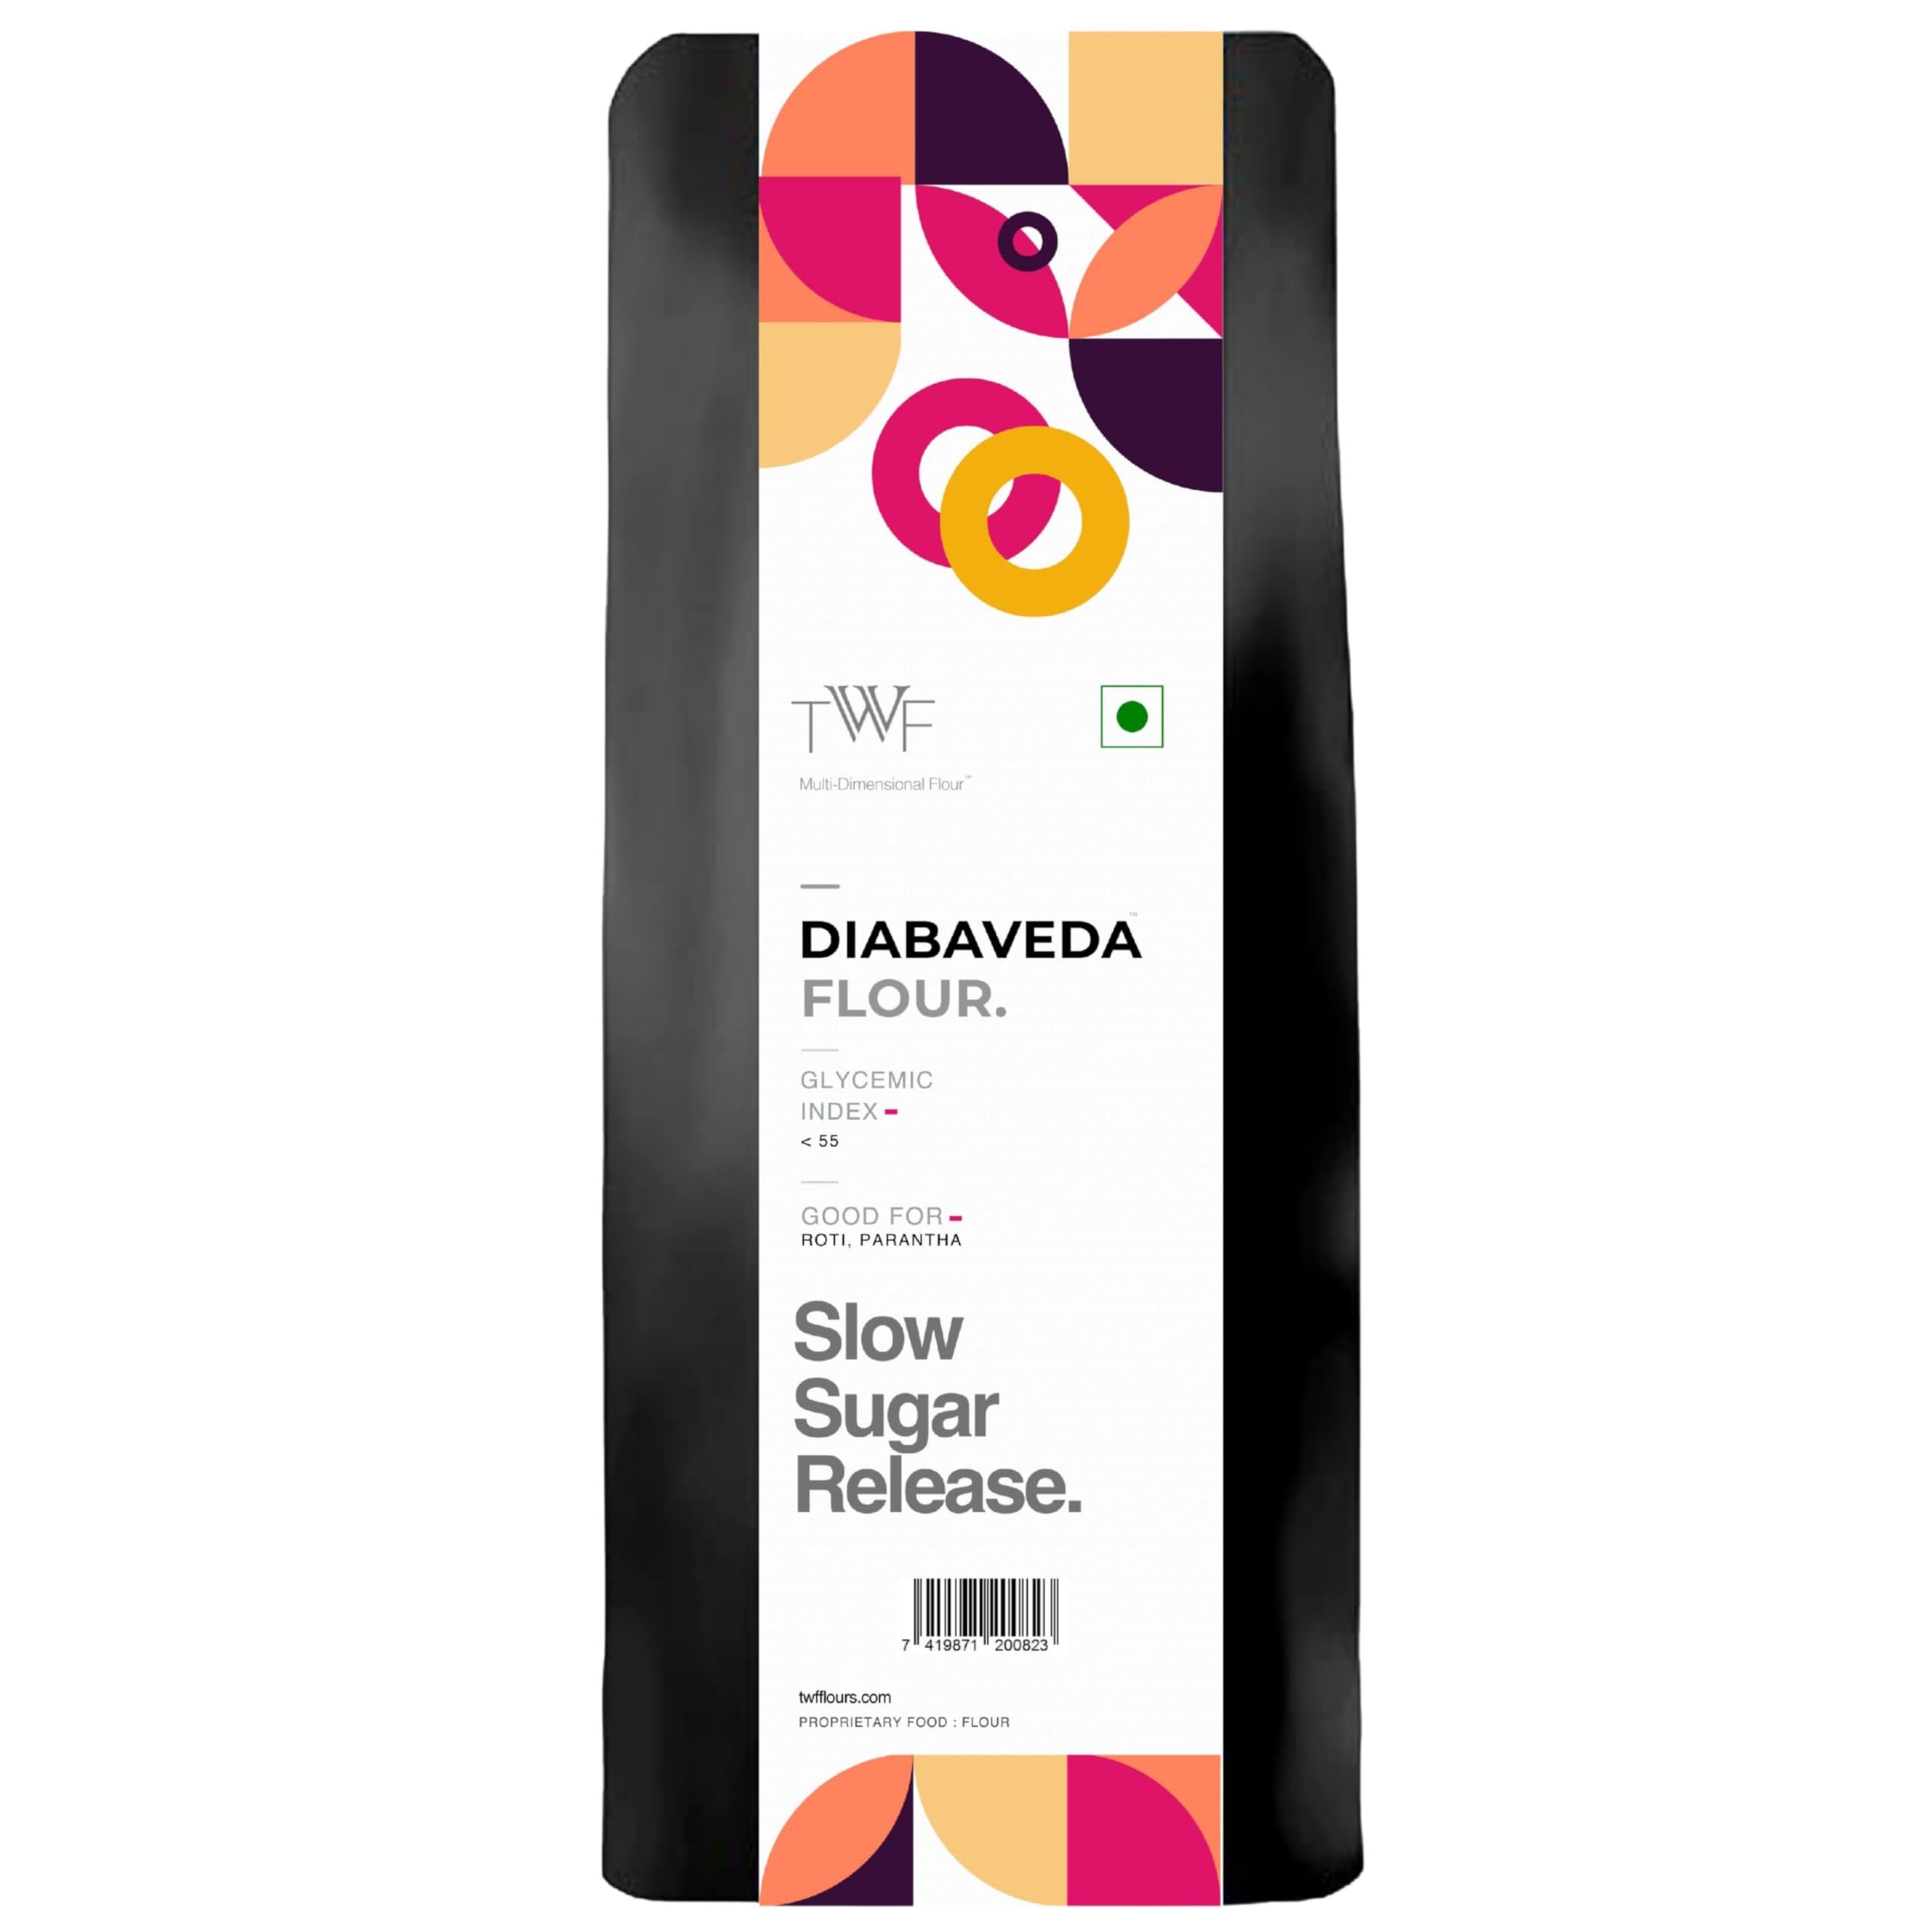 TWF
Multi-Dimensional Flour™
DIABAVEDA™
FLOUR.
GLYCEMIC
INDEX -
< 55
GOOD FOR -
ROTI, PARANTHA
Slow
Sugar
Release.
7 419871 200823
twfflours.com
PROPRIETARY FOOD : FLOUR